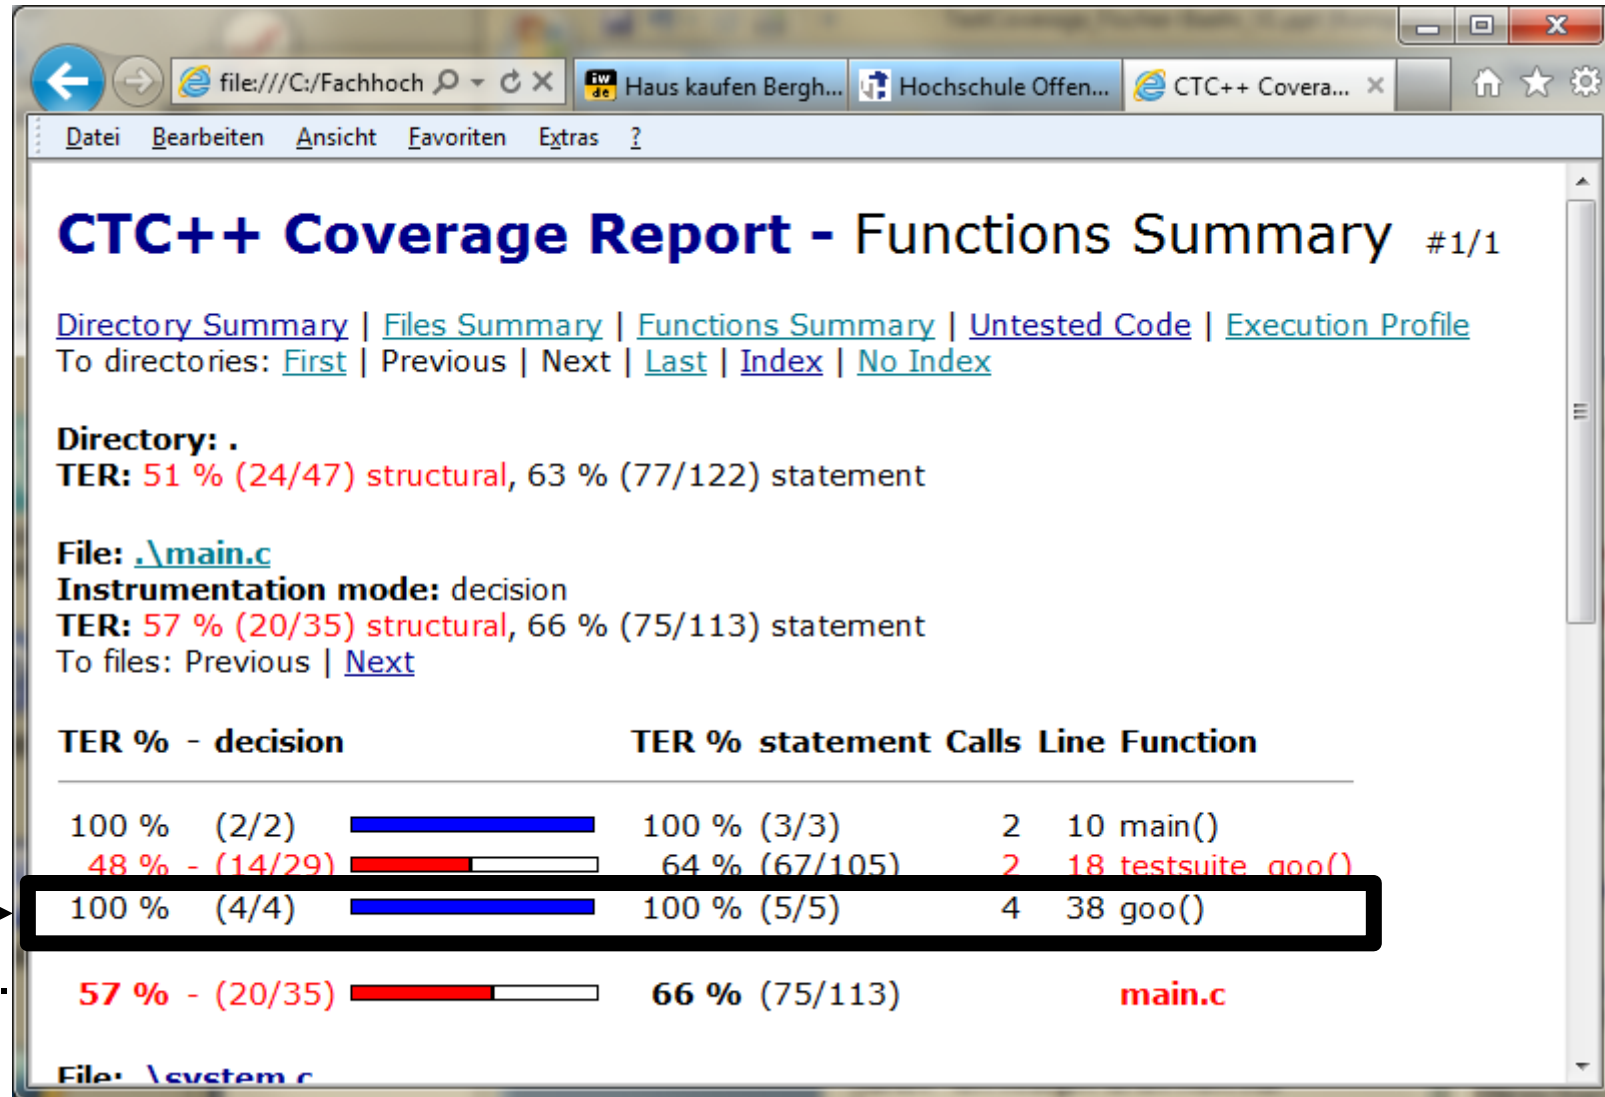 file:///C:/Fachhoch
Haus kaufen Bergh...
Hochschule Offen...
CTC++ Covera...
Datei Bearbeiten Ansicht Favoriten Extras ?
CTC++ Coverage Report - Functions Summary #1/1
Directory Summary | Files Summary | Functions Summary | Untested Code | Execution Profile
To directories: First | Previous | Next | Last | Index | No Index
Directory: .
TER: 51 % (24/47) structural, 63 % (77/122) statement
File: .\main.c
Instrumentation mode: decision
TER: 57 % (20/35) structural, 66 % (75/113) statement
To files: Previous | Next
TER % - decision TER % statement Calls Line Function
100 % (2/2) 100 % (3/3) 2 10 main()
48 % - (14/29) 64 % (67/105) 2 18 testsuite_goo()
100 % (4/4) 100 % (5/5) 4 38 goo()
57 % - (20/35) 66 % (75/113) main.c
File: .\system.c